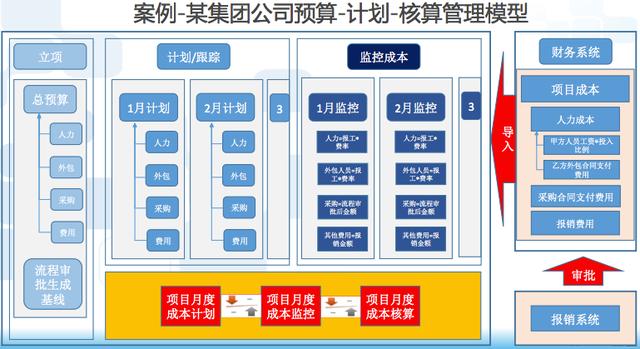 案例-某集团公司预算-计划-核算管理模型
立项
总预算
人力
外包
采购
费用
流程审
批生成
基线
计划/跟踪
1月计划
人力
外包
采购
费用
2月计划
人力
外包
采购
费用
3
监控成本
1月监控
人力=报工*
费率
外包人员=报
工*费率
采购=流程审
批后金额
其他费用=报
销金额
2月监控
人力=报工*
费率
外包人员=报
工*费率
采购=流程审
批后金额
其他费用=报
销金额
3
项目月度
成本计划
项目月度
成本监控
项目月度
成本核算
导入
财务系统
项目成本
人力成本
甲方人员工资*投入
比例
乙方外包合同支付
费用
采购合同支付费用
报销费用
审批
报销系统